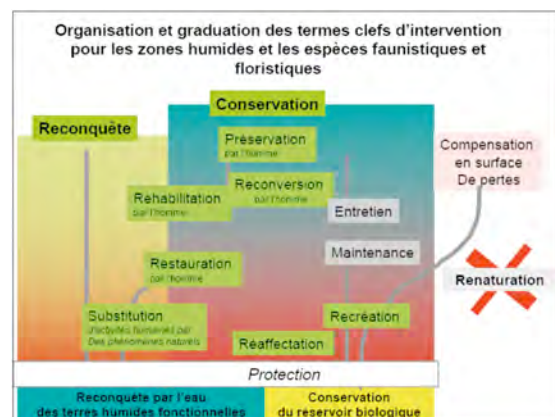 Organisation et graduation des termes clefs d'intervention
pour les zones humides et les espèces faunistiques et
floristiques
Conservation
Reconquête
Préservation
par l'homme
Compensation
en surface
De pertes
Réhabilitation
par l'homme
Reconversion
par l'homme
Entretien
Maintenance
Restauration
par l'homme
Renaturation
Substitution
d'activités humaines par
Des phénomènes naturels
Recréation
Réaffectation
Protection
Reconquête par l'eau
des terres humides fonctionnelles
Conservation
du réservoir biologique